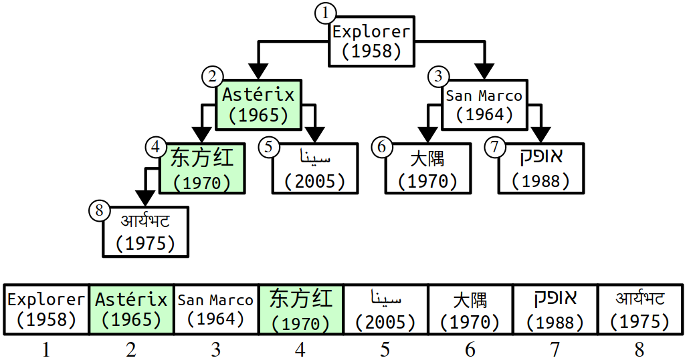 1
Explorer
(1958)
2
Astérix
(1965)
3
San Marco
(1964)
4
东方红
(1970)
5
سينا
(2005)
6
大隅
(1970)
7
אופק
(1988)
8
आर्यभट
(1975)
Explorer Astérix San Marco 东方红 سينا 大隅 אופק आर्यभट
(1958) (1965) (1964) (1970) (2005) (1970) (1988) (1975)
1 2 3 4 5 6 7 8